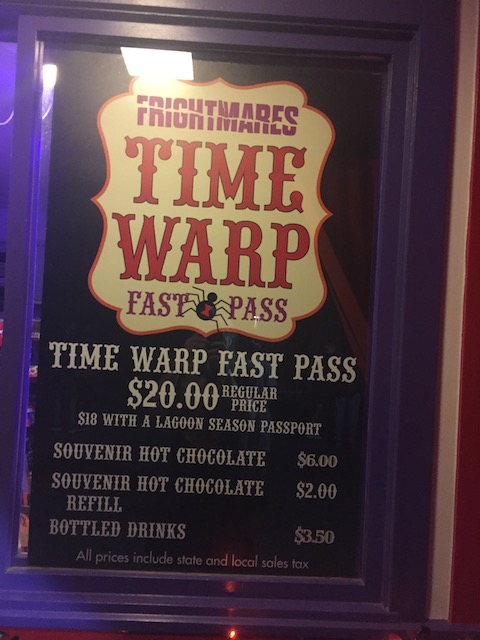 FRIGHTMARES
TIME
WARP
FAST PASS
TIME WARP FAST PASS
$20.00 REGULAR PRICE
$18 WITH A LAGOON SEASON PASSPORT
SOUVENIR HOT CHOCOLATE $6.00
SOUVENIR HOT CHOCOLATE $2.00
REFILL
BOTTLED DRINKS $3.50
All prices include state and local sales tax